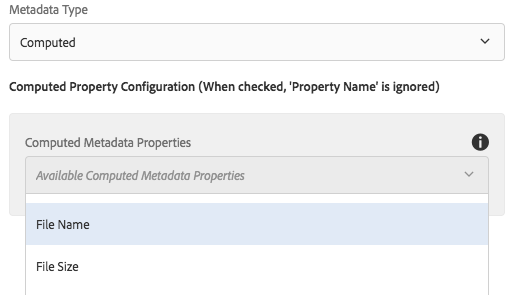 Metadata Type
Computed
Computed Property Configuration (When checked, 'Property Name' is ignored)
Computed Metadata Properties
Available Computed Metadata Properties
File Name
File Size